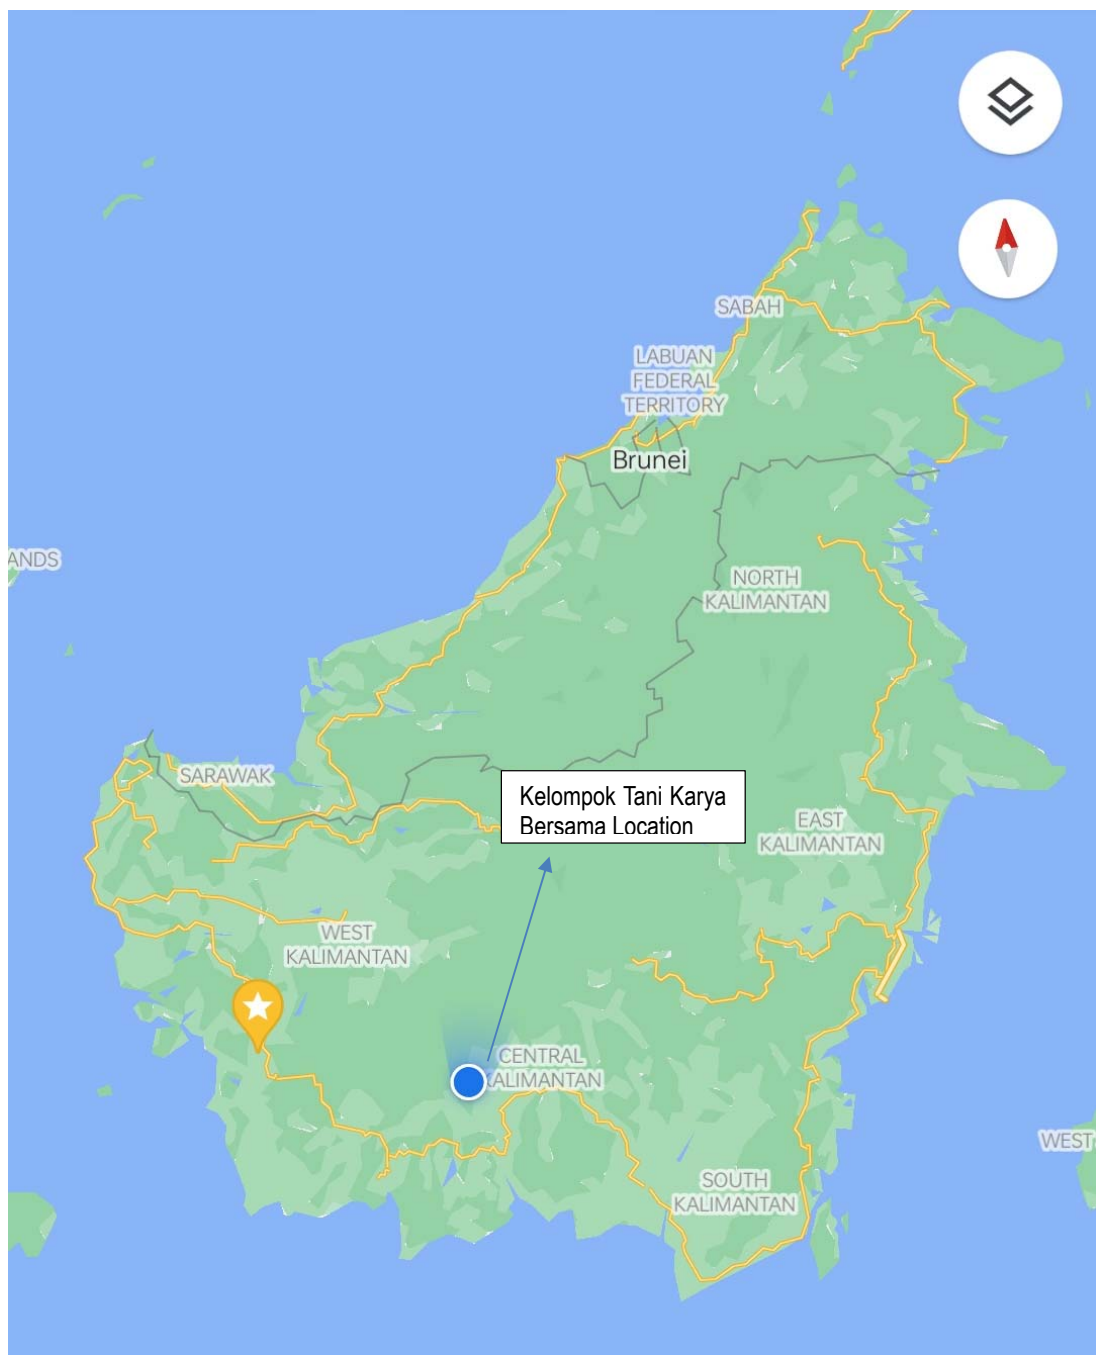 SABAH
LABUAN
FEDERAL
TERRITORY
Brunei
ANDS
NORTH
KALIMANTAN
SARAWAK
Kelompok Tani Karya
Bersama Location
EAST
KALIMANTAN
WEST
KALIMANTAN
CENTRAL
KALIMANTAN
WEST
SOUTH
KALIMANTAN